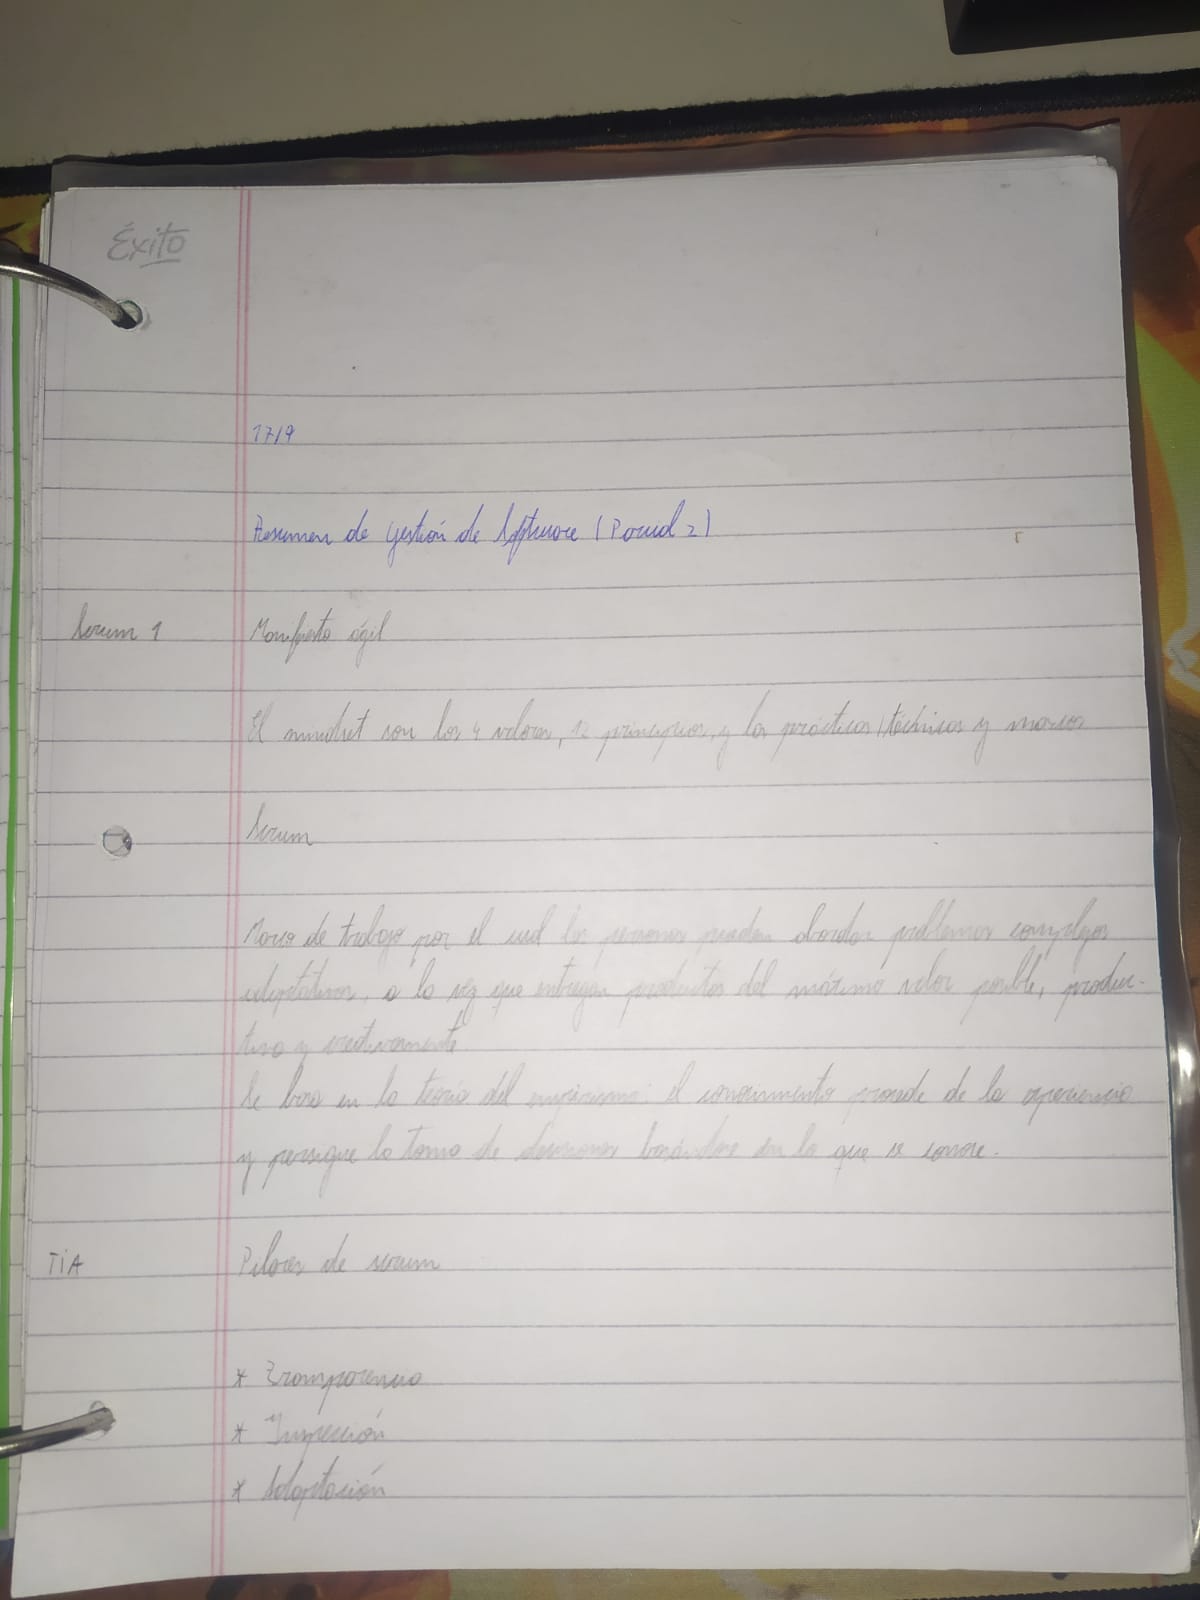 Éxito
17/9
Resumen de Gestión de Software (Parcial 2)
Scrum 1
Manifiesto ágil
El mindset son los 4 valores, 12 principios, y las prácticas/técnicas y marcos
Scrum
Marco de trabajo por el cual las personas pueden abordar problemas complejos
adaptativos, a la vez que entregan productos del máximo valor posible, produc-
tiva y creativamente
Se basa en la teoría del empirismo: el conocimiento procede de la experiencia
y persigue la toma de decisiones basándose en lo que se conoce.
TIA
Pilares de scrum
* Transparencia
* Inspección
* Adaptación